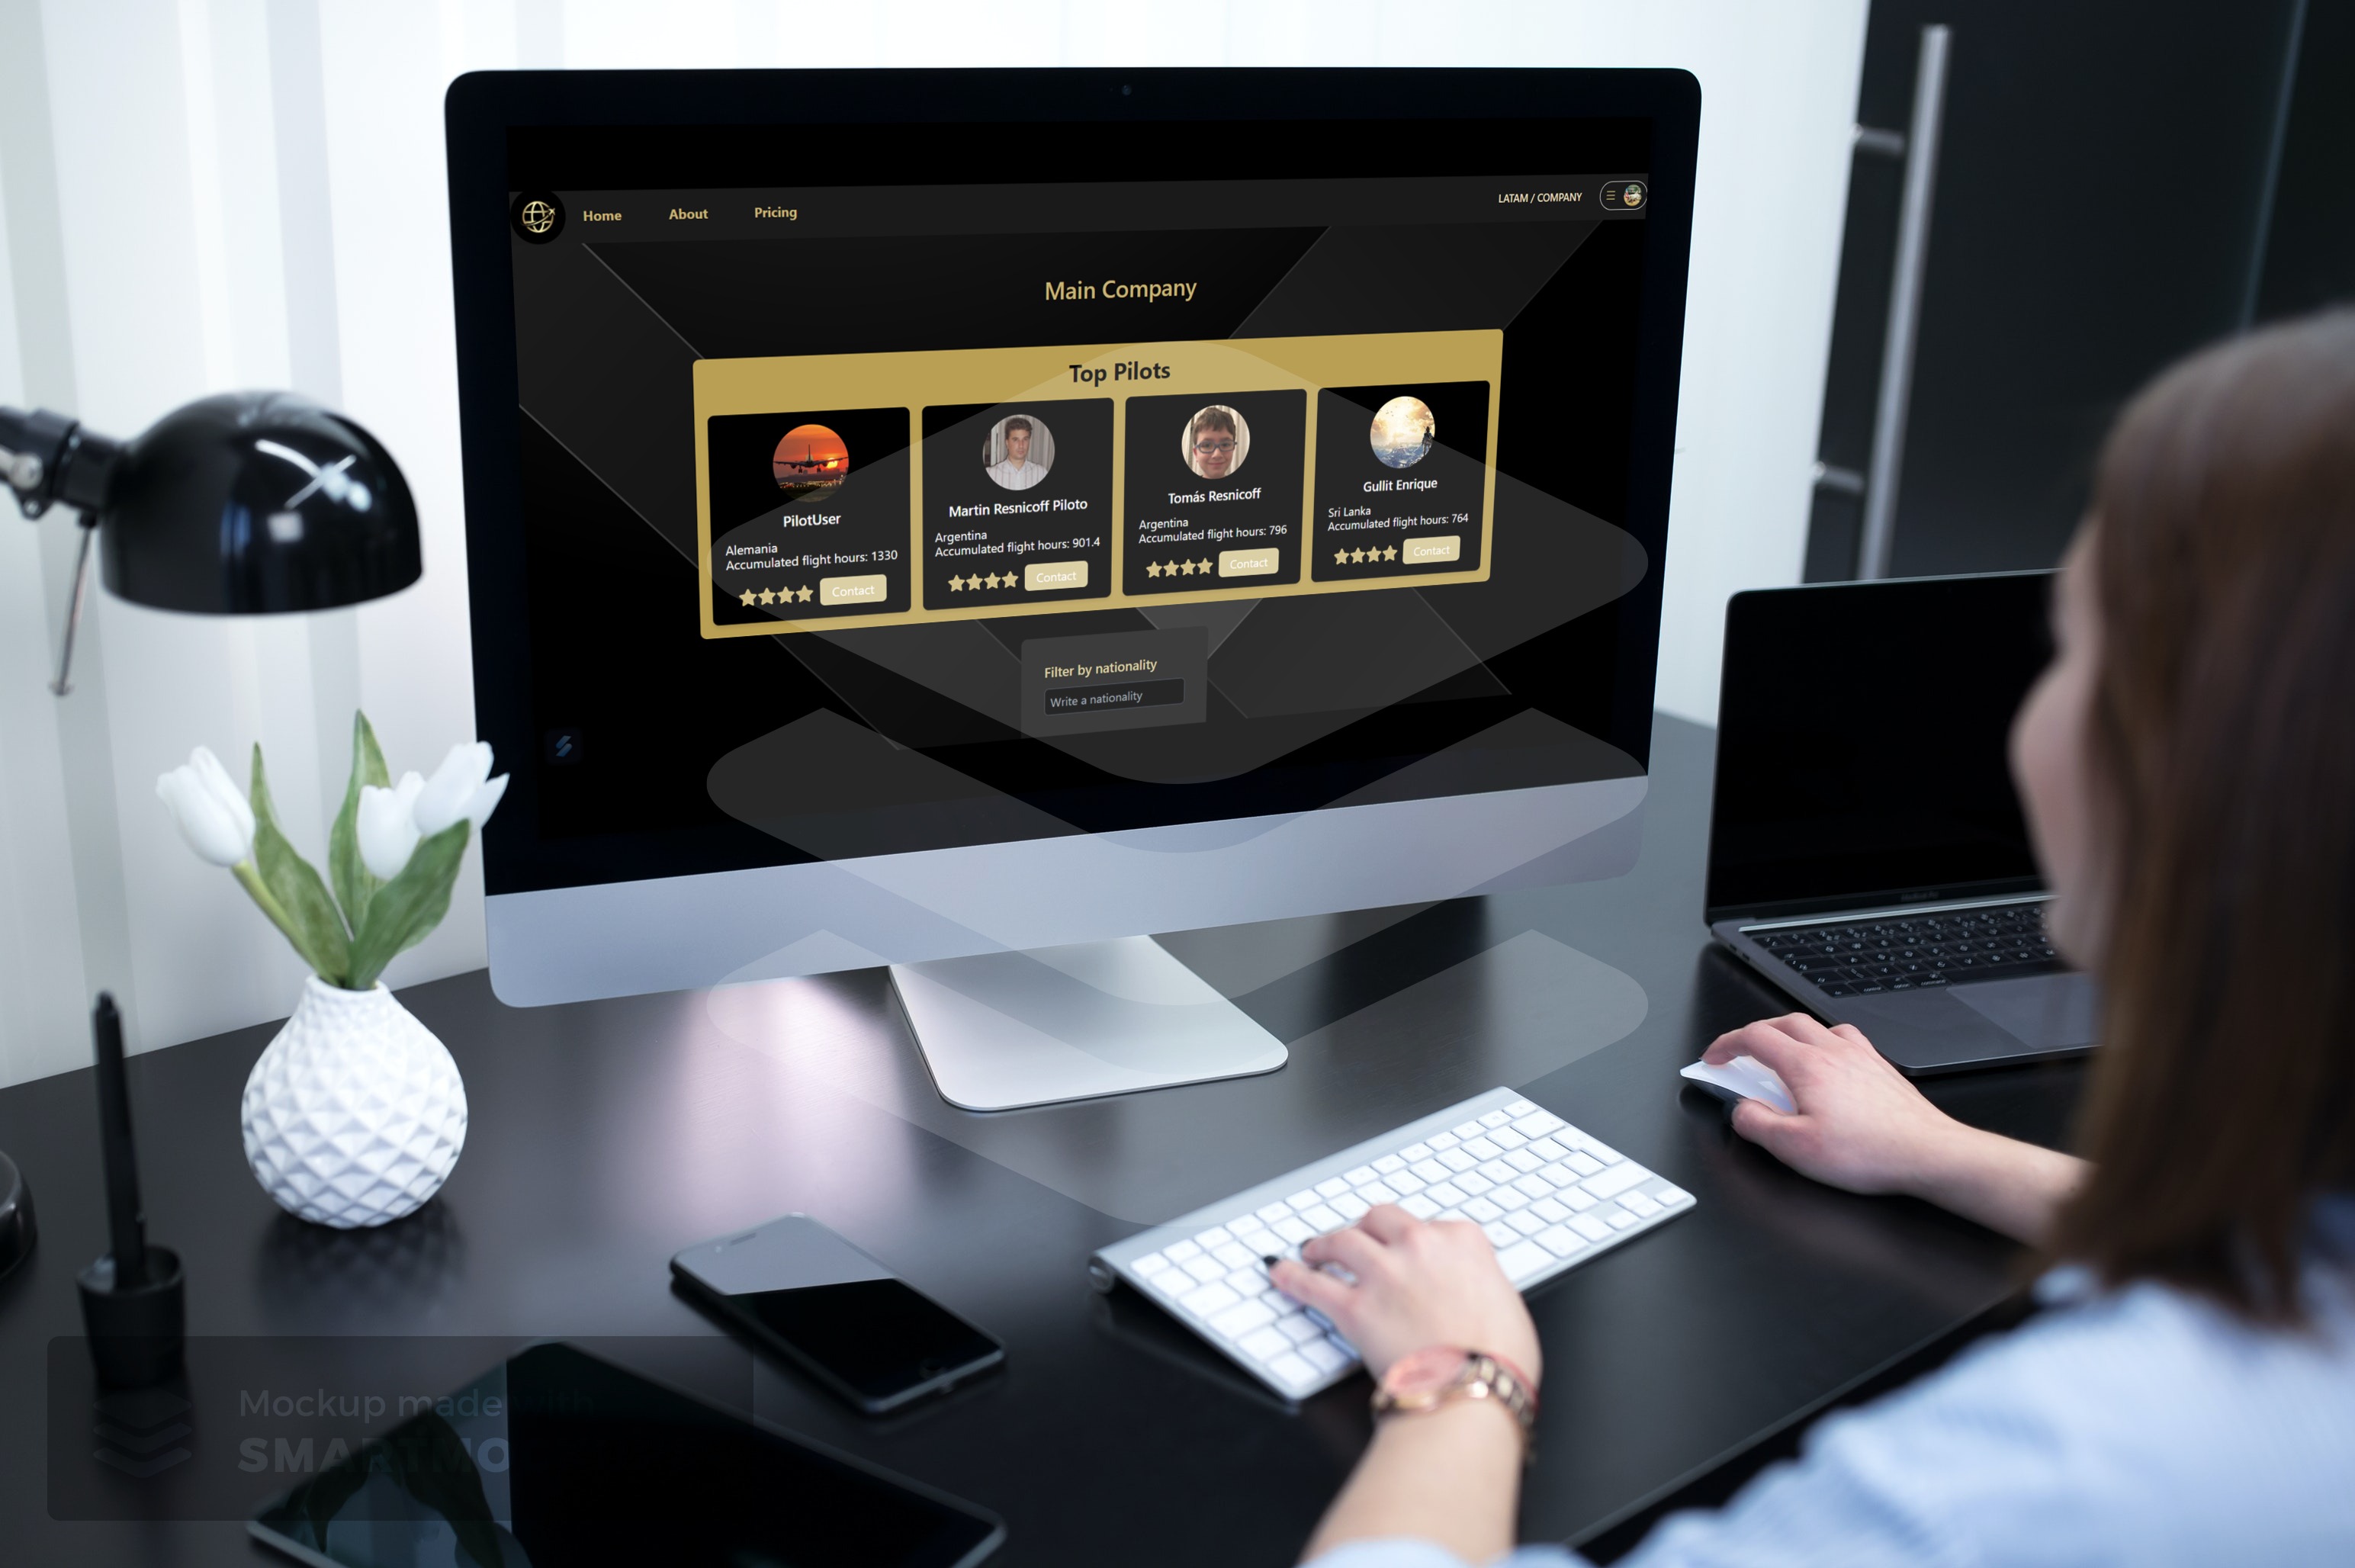 Home About Pricing LATAM / COMPANY
Main Company
Top Pilots
PilotUser
Alemania
Accumulated flight hours: 1330
Contact
Martin Resnicoff Piloto
Argentina
Accumulated flight hours: 901.4
Contact
Tomás Resnicoff
Argentina
Accumulated flight hours: 796
Contact
Gullit Enrique
Sri Lanka
Accumulated flight hours: 764
Contact
Filter by nationality
Write a nationality
Mockup made with
SMARTMO